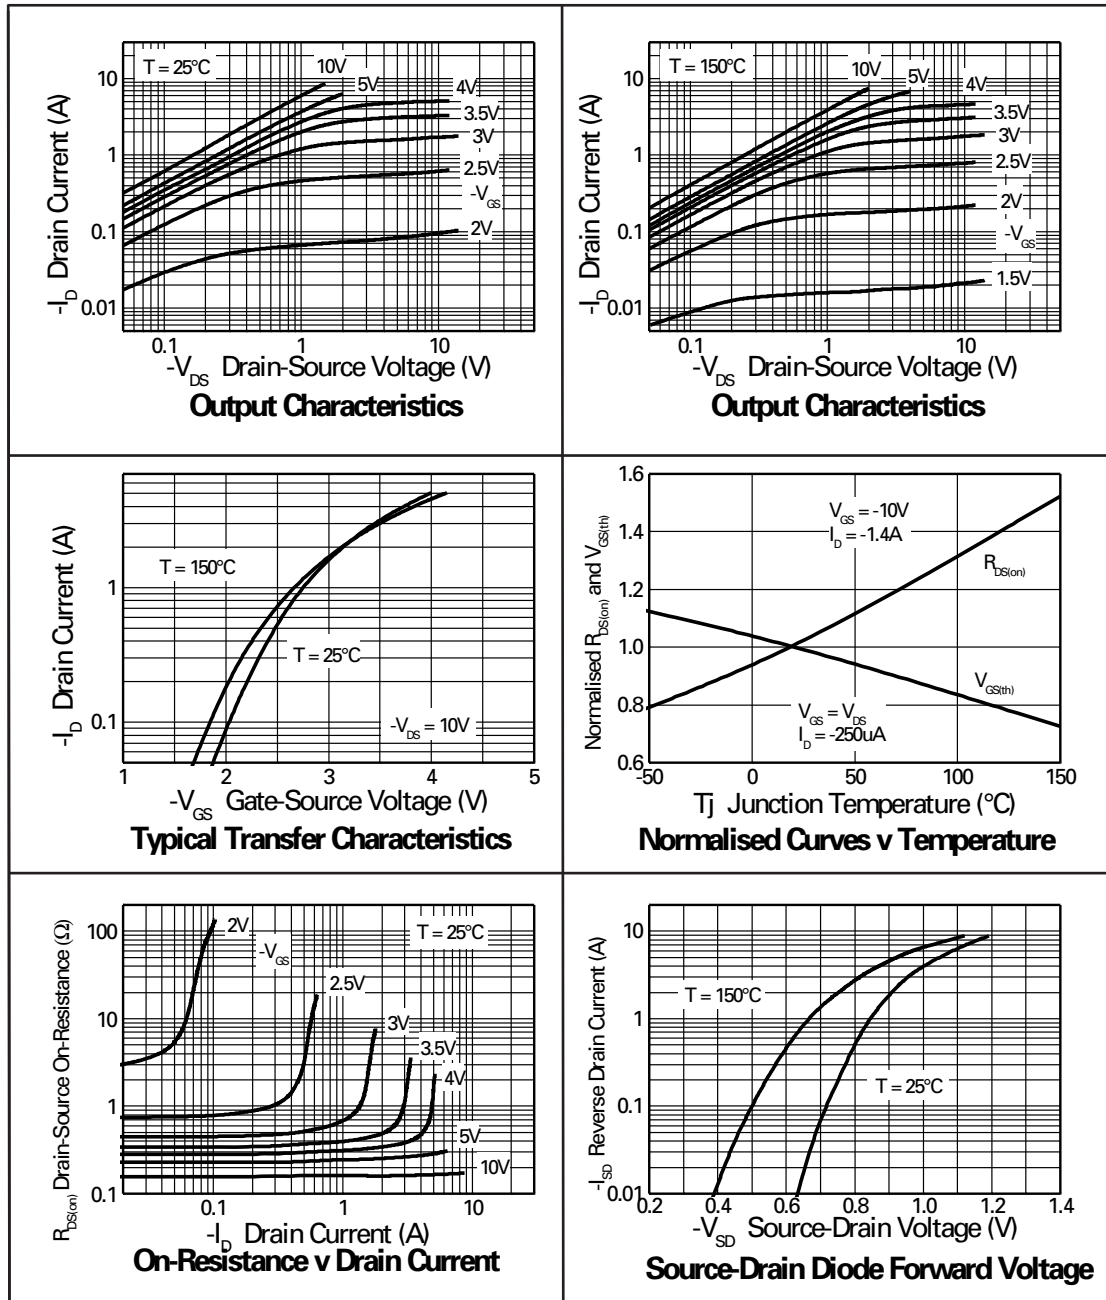 T = 25°C
10V
5V
4V
3.5V
3V
2.5V
-VGS
2V
10
1
0.1
0.01
-ID Drain Current (A)
0.1
1
10
-VDS Drain-Source Voltage (V)
Output Characteristics
T = 150°C
10V
5V
4V
3.5V
3V
2.5V
2V
-VGS
1.5V
10
1
0.1
0.01
-ID Drain Current (A)
0.1
1
10
-VDS Drain-Source Voltage (V)
Output Characteristics
T = 150°C
T = 25°C
-VDS = 10V
1
0.1
-ID Drain Current (A)
1
2
3
4
5
-VGS Gate-Source Voltage (V)
Typical Transfer Characteristics
1.6
1.4
1.2
1.0
0.8
0.6
Normalised RDS(on) and VGS(th)
VGS = -10V
ID = -1.4A
RDS(on)
VGS(th)
VGS = VDS
ID = -250uA
-50
0
50
100
150
Tj Junction Temperature (°C)
Normalised Curves v Temperature
100
10
1
0.1
RDS(on) Drain-Source On-Resistance (Ω)
2V
-VGS
T = 25°C
2.5V
3V
3.5V
4V
5V
10V
0.1
1
10
-ID Drain Current (A)
On-Resistance v Drain Current
10
1
0.1
0.01
-ISD Reverse Drain Current (A)
T = 150°C
T = 25°C
0.2
0.4
0.6
0.8
1.0
1.2
1.4
-VSD Source-Drain Voltage (V)
Source-Drain Diode Forward Voltage